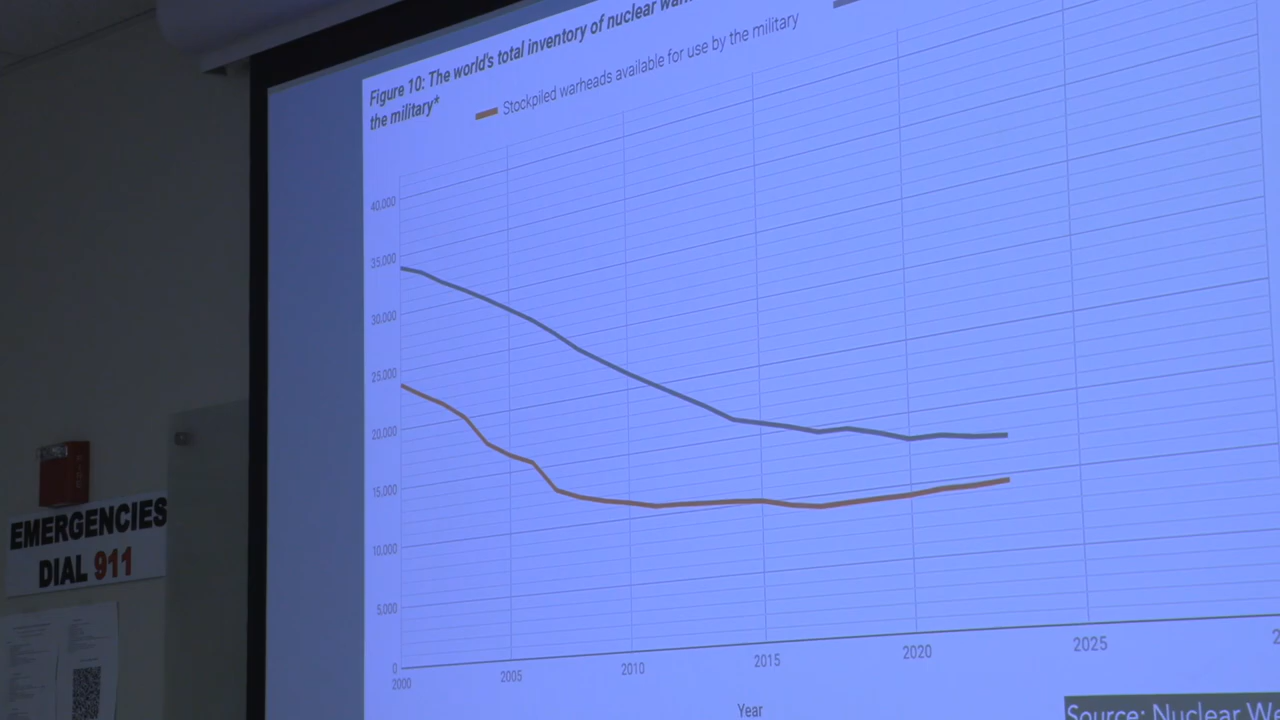 Figure 10: The world's total inventory of nuclear
the military*
Stockpiled warheads available for use by the military
40.000
35.000
30.000
25.000
20.000
15.000
10.000
5.000
0
2000
2005
2010
2015
2020
2025
Year
Source: Nuclear
EMERGENCIES
DIAL 911